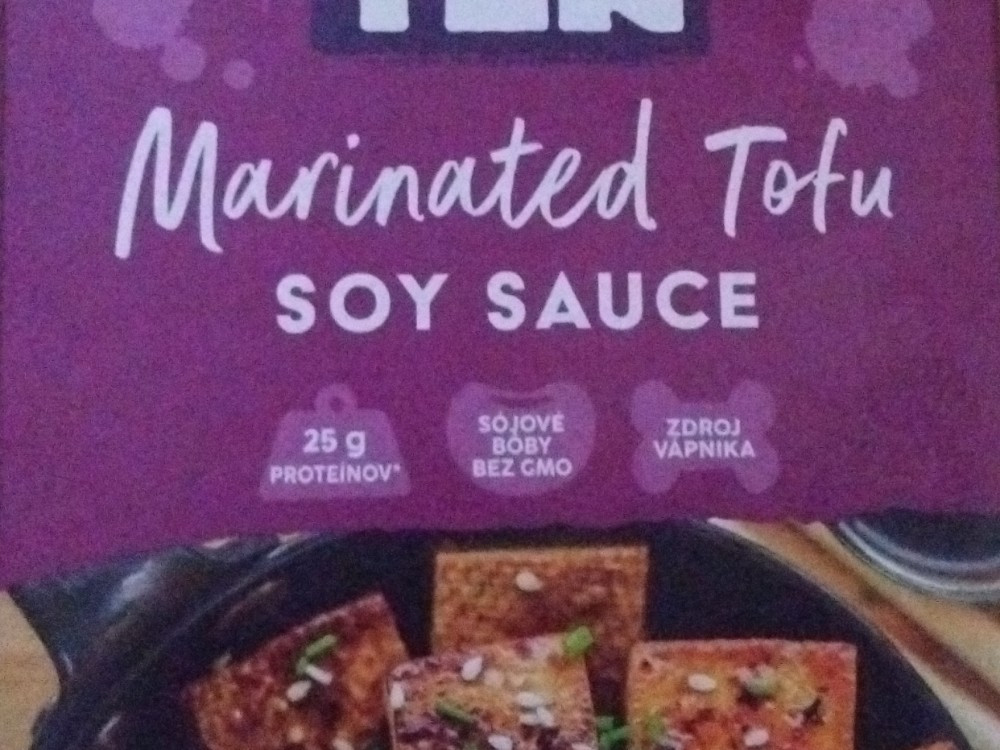 Marinated Tofu
SOY SAUCE
25 g
PROTEÍNOV*
SÓJOVÉ
BÔBY
BEZ GMO
ZDROJ
VÁPNIKA